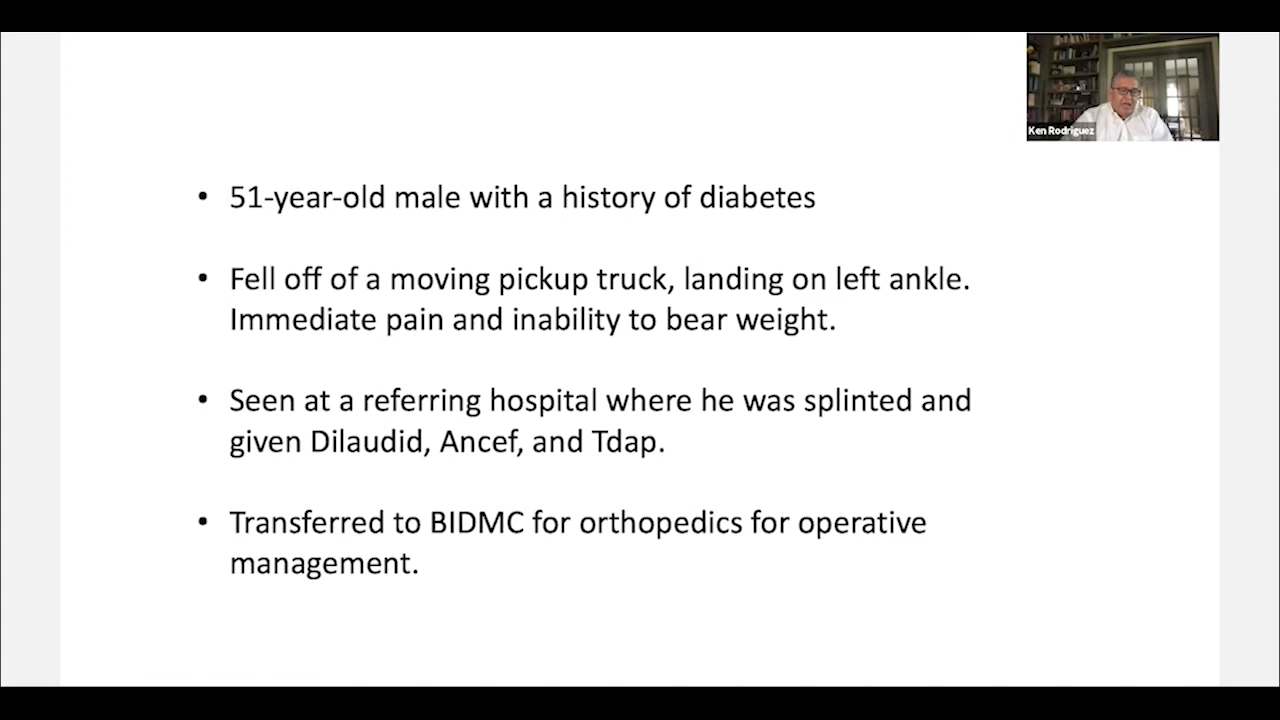 Ken Rodriguez
• 51-year-old male with a history of diabetes
• Fell off of a moving pickup truck, landing on left ankle.
Immediate pain and inability to bear weight.
• Seen at a referring hospital where he was splinted and
given Dilaudid, Ancef, and Tdap.
• Transferred to BIDMC for orthopedics for operative
management.